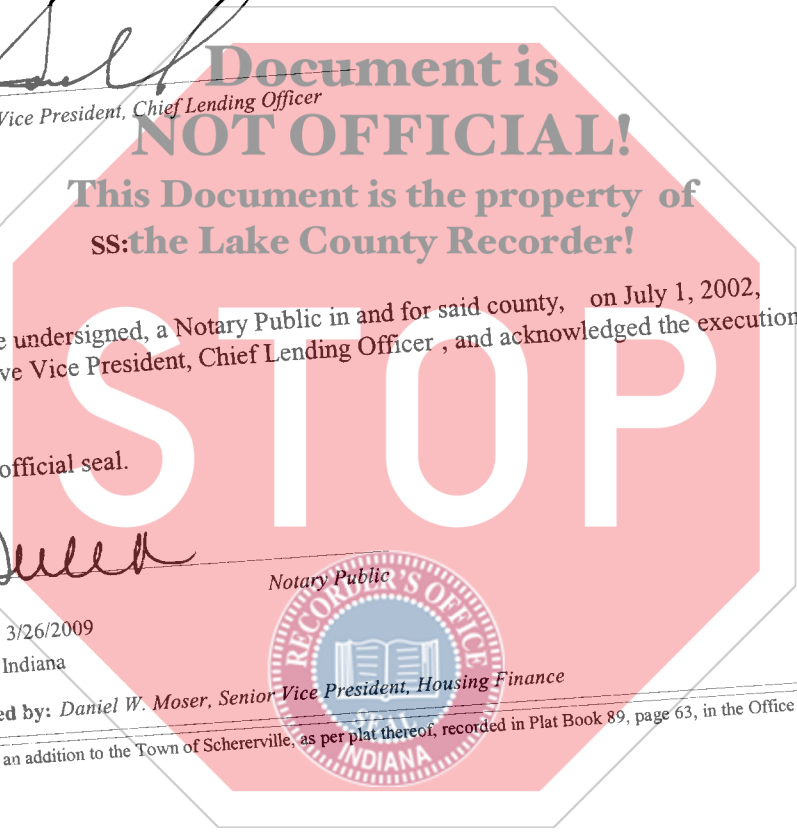 Document is
Vice President, Chief Lending Officer
NOT OFFICIAL!
This Document is the property of
SS: the Lake County Recorder!
undersigned, a Notary Public in and for said county, on July 1, 2002,
Vice President, Chief Lending Officer , and acknowledged the execution
STOP
official seal.
Notary Public
3/26/2009
Indiana
RECORDER'S OFFICE
SEAL
INDIANA
ed by: Daniel W. Moser, Senior Vice President, Housing Finance
an addition to the Town of Schererville, as per plat thereof, recorded in Plat Book 89, page 63, in the Office